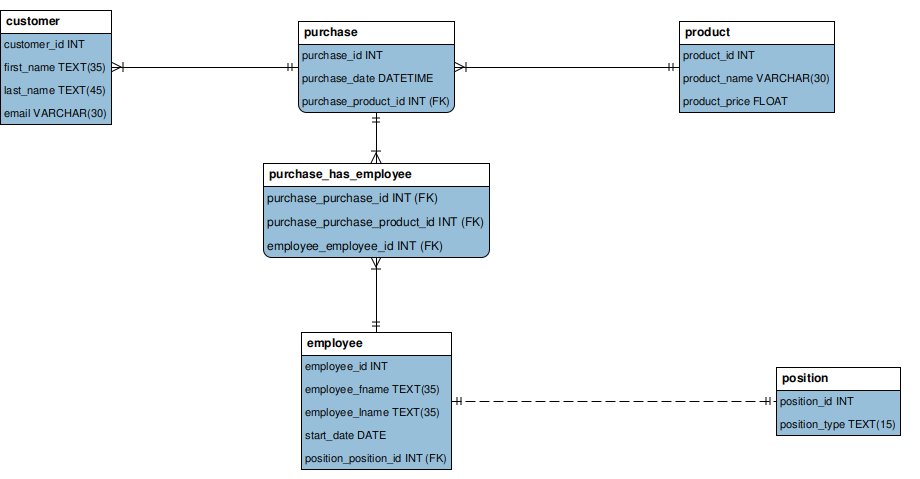 customer
customer_id INT
first_name TEXT(35)
last_name TEXT(45)
email VARCHAR(30)
purchase
purchase_id INT
purchase_date DATETIME
purchase_product_id INT (FK)
product
product_id INT
product_name VARCHAR(30)
product_price FLOAT
purchase_has_employee
purchase_purchase_id INT (FK)
purchase_purchase_product_id INT (FK)
employee_employee_id INT (FK)
employee
employee_id INT
employee_fname TEXT(35)
employee_lname TEXT(35)
start_date DATE
position_position_id INT (FK)
position
position_id INT
position_type TEXT(15)